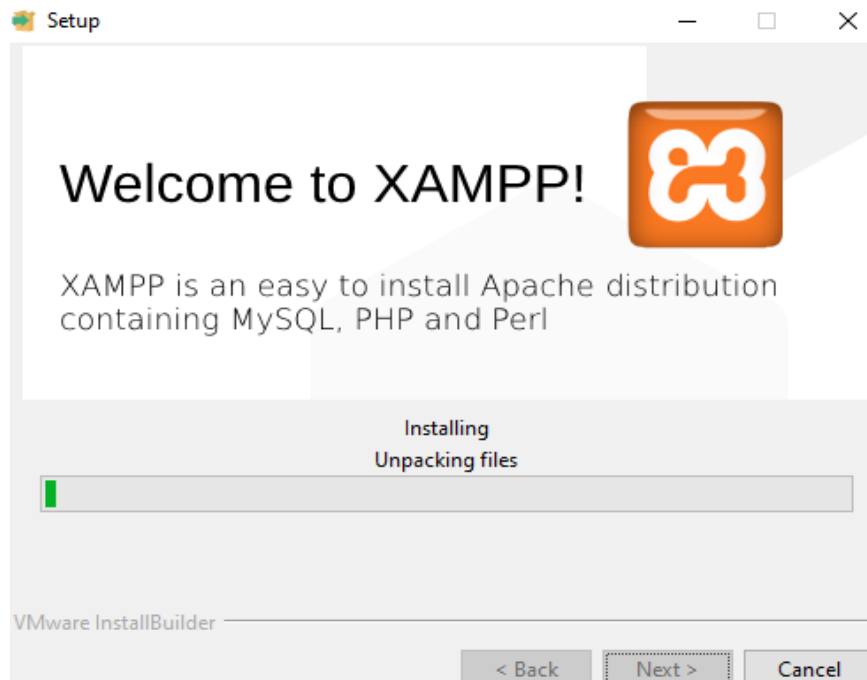 Setup
Welcome to XAMPP!
XAMPP is an easy to install Apache distribution
containing MySQL, PHP and Perl
Installing
Unpacking files
VMware InstallBuilder
< Back
Next >
Cancel